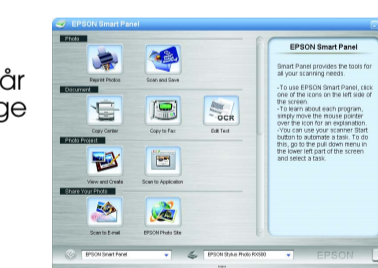 år
ge
EPSON Smart Panel
Photo
Reprint Photos
Scan and Save
Document
Copy Center
Copy to Fax
OCR
Edit Text
Photo Project
View and Create
Scan to Application
Share Your Photo
Scan to E-mail
EPSON Photo Site
EPSON Smart Panel
Smart Panel provides the tools for
all your scanning needs.
-To use EPSON Smart Panel, click
one of the icons on the left side of
the screen.
-To learn about each program,
simply move the mouse pointer
over the icon for an explanation.
-You can use your scanner Start
button to automate a task. To do
this, go to the pull down menu in
the lower left part of the screen
and select a task.
EPSON Smart Panel
EPSON Stylus Photo RX500
EPSON